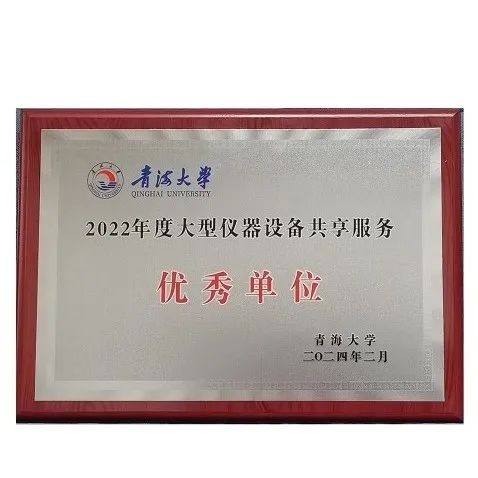 青海大学
QINGHAI UNIVERSITY
2022年度大型仪器设备共享服务
优秀单位
青海大学
二〇二四年二月